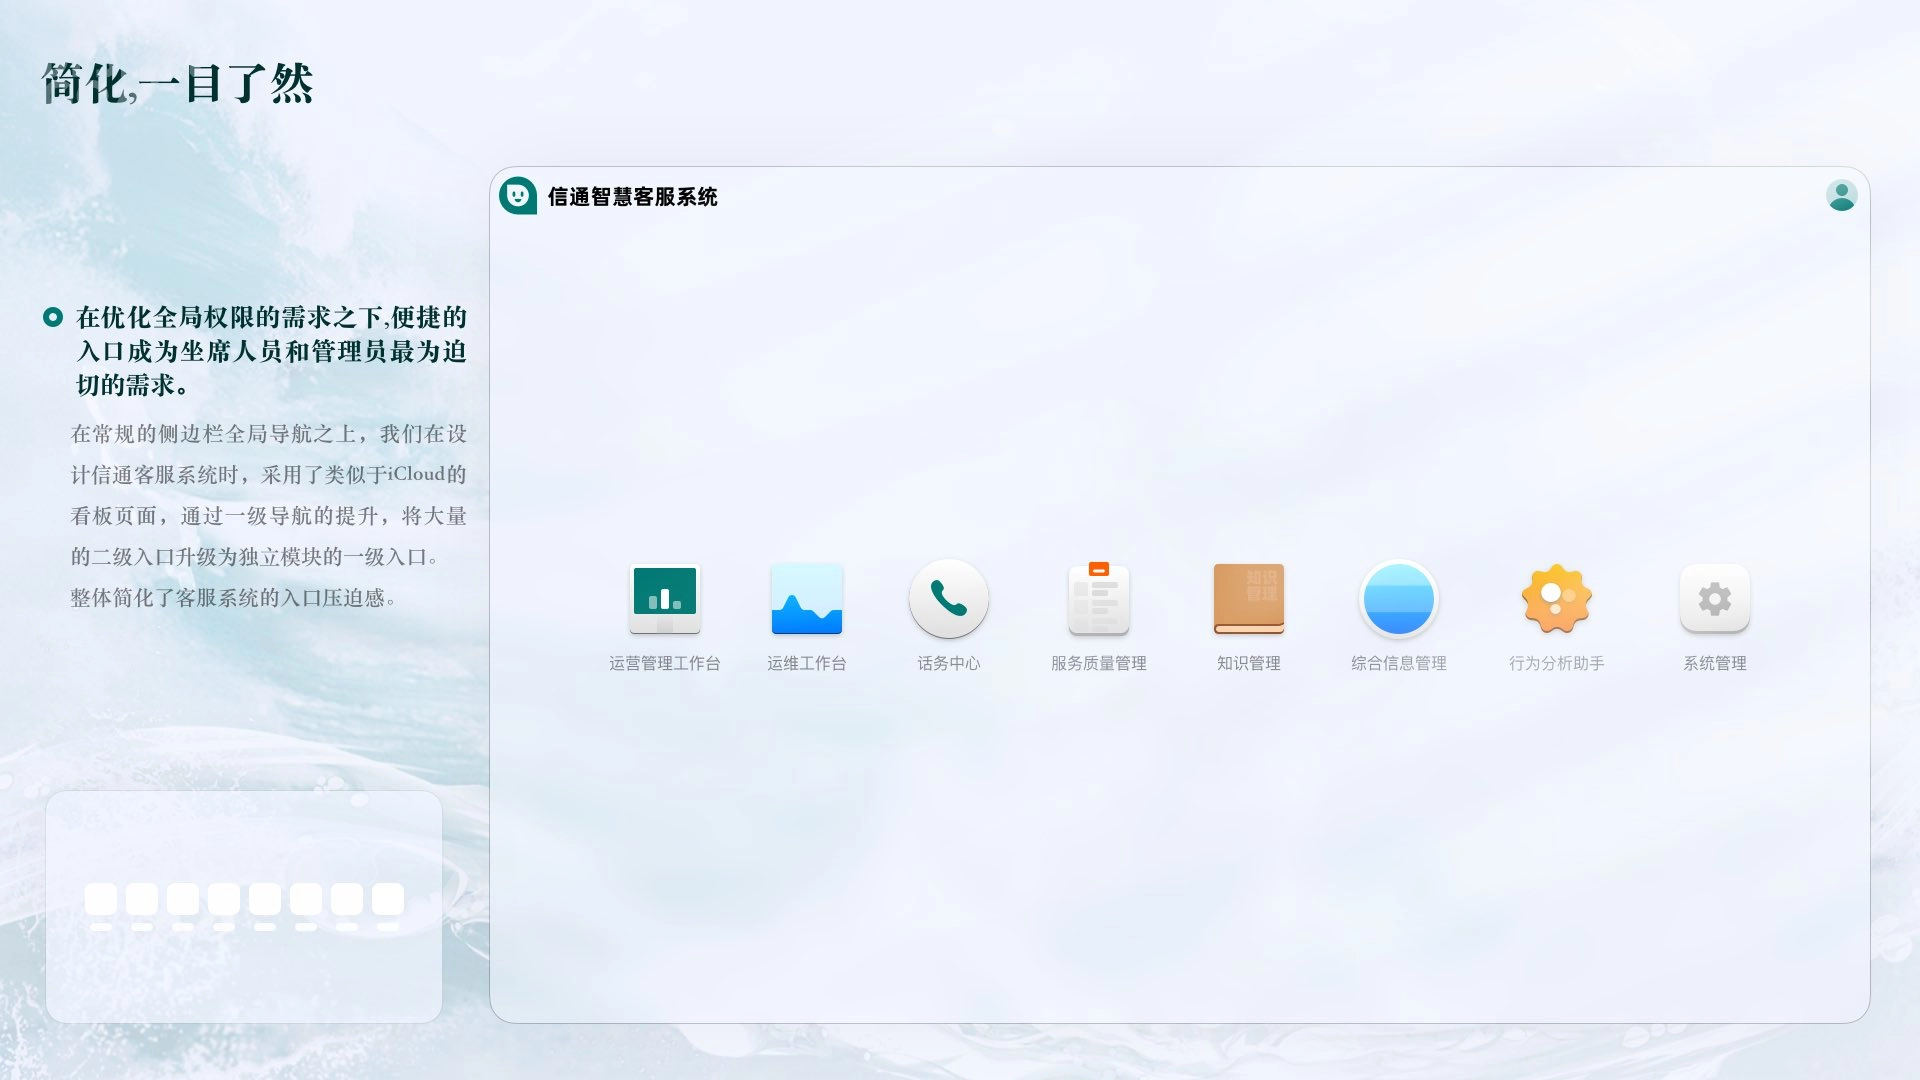 简化,一目了然
信通智慧客服系统
在优化全局权限的需求之下,便捷的
入口成为坐席人员和管理员最为迫
切的需求。
在常规的侧边栏全局导航之上，我们在设
计信通客服系统时，采用了类似于iCloud的
看板页面，通过一级导航的提升，将大量
的二级入口升级为独立模块的一级入口。
整体简化了客服系统的入口压迫感。
知识
管理
运营管理工作台
运维工作台
话务中心
服务质量管理
知识管理
综合信息管理
行为分析助手
系统管理